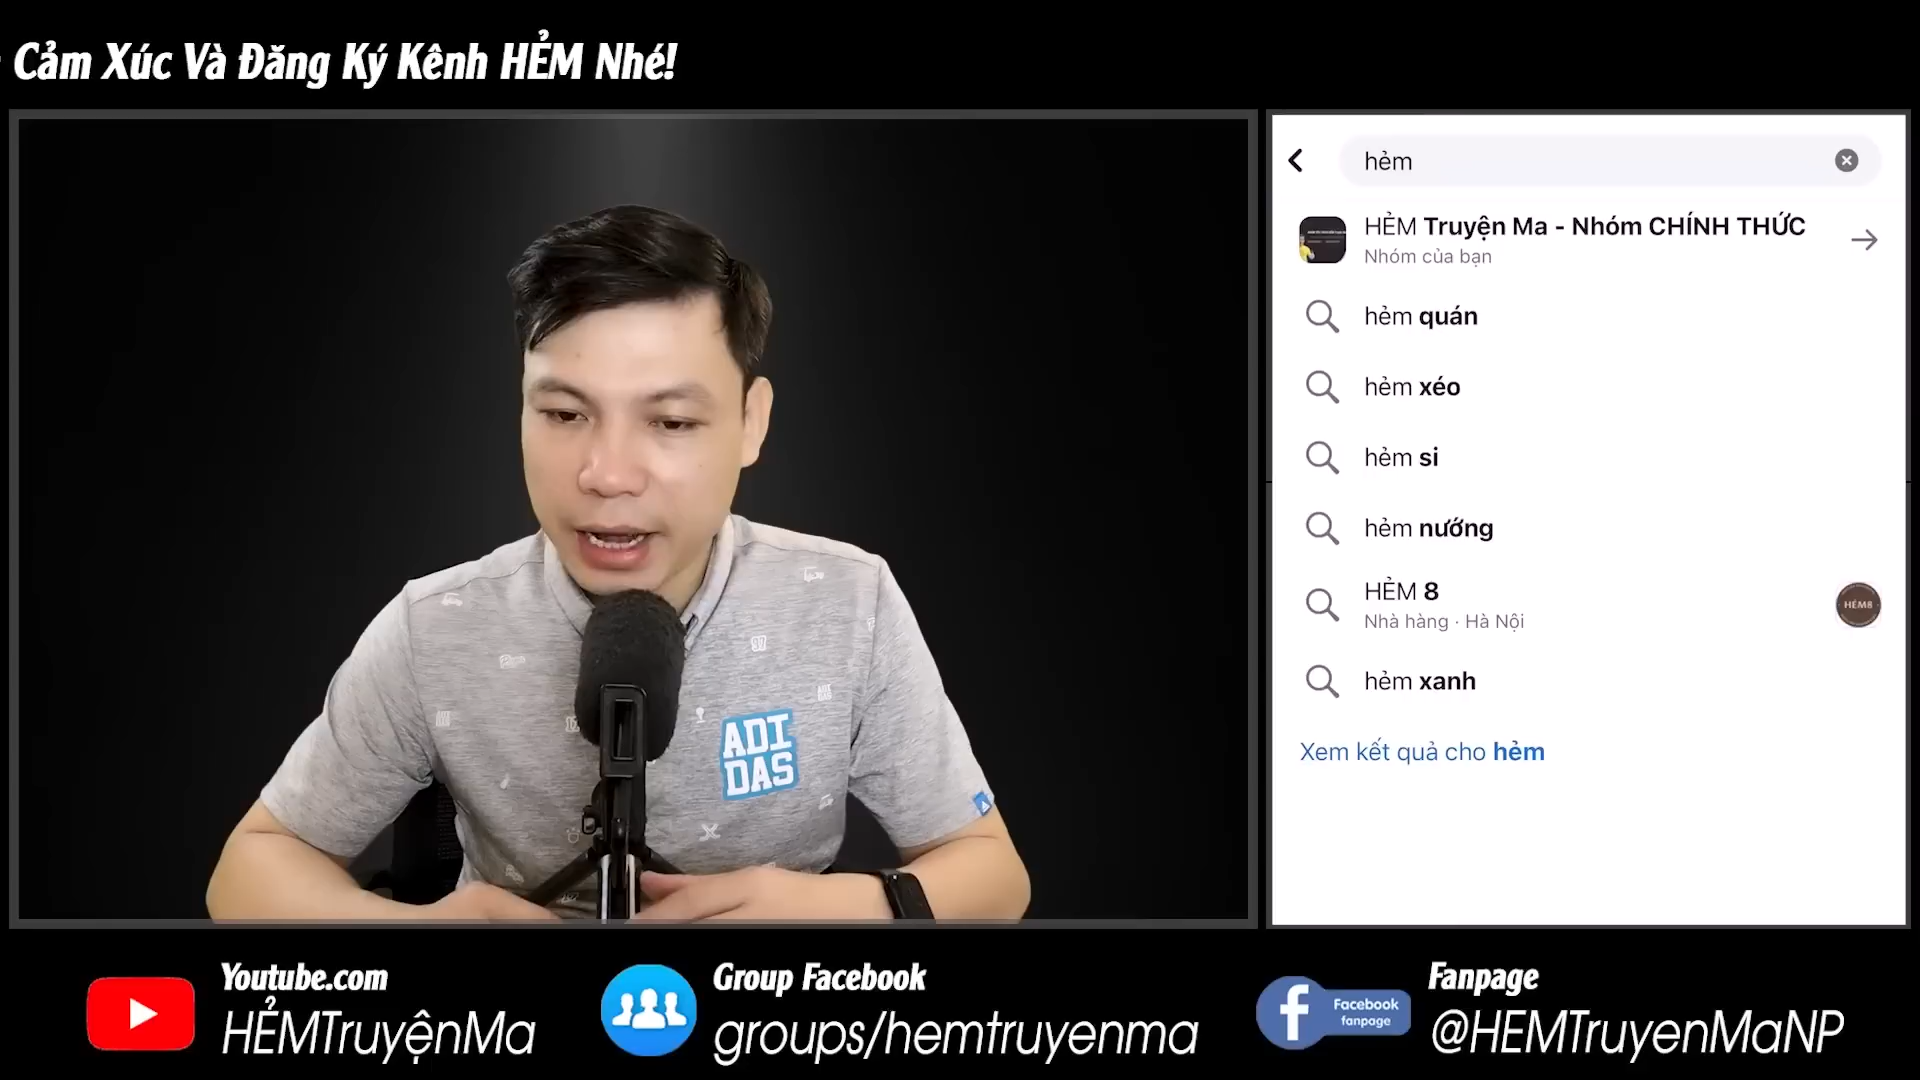 Cảm Xúc Và Đăng Ký Kênh HẺM Nhé!
hẻm
HẺM Truyện Ma - Nhóm CHÍNH THỨC
Nhóm của bạn
hẻm quán
hẻm xéo
hẻm si
hẻm nướng
HẺM 8
Nhà hàng · Hà Nội
HẺM8
hẻm xanh
Xem kết quả cho hẻm
ADI
DAS
97
Youtube.com
HẺMTruyệnMa
Group Facebook
groups/hemtruyenma
Facebook
fanpage
Fanpage
@HEMTruyenMaNP